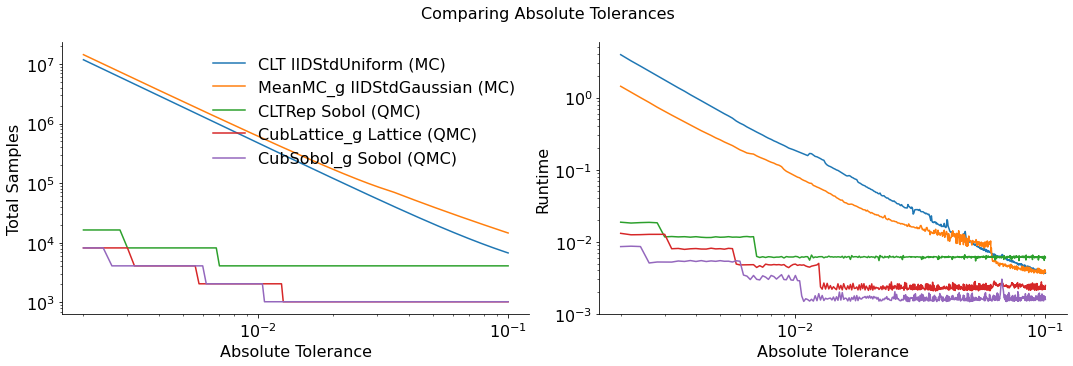 Comparing Absolute Tolerances
Total Samples
10^7
10^6
10^5
10^4
10^3
CLT IIDStdUniform (MC)
MeanMC_g IIDStdGaussian (MC)
CLTRep Sobol (QMC)
CubLattice_g Lattice (QMC)
CubSobol_g Sobol (QMC)
10^−2
10^−1
Absolute Tolerance
Runtime
10^0
10^−1
10^−2
10^−3
10^−2
10^−1
Absolute Tolerance